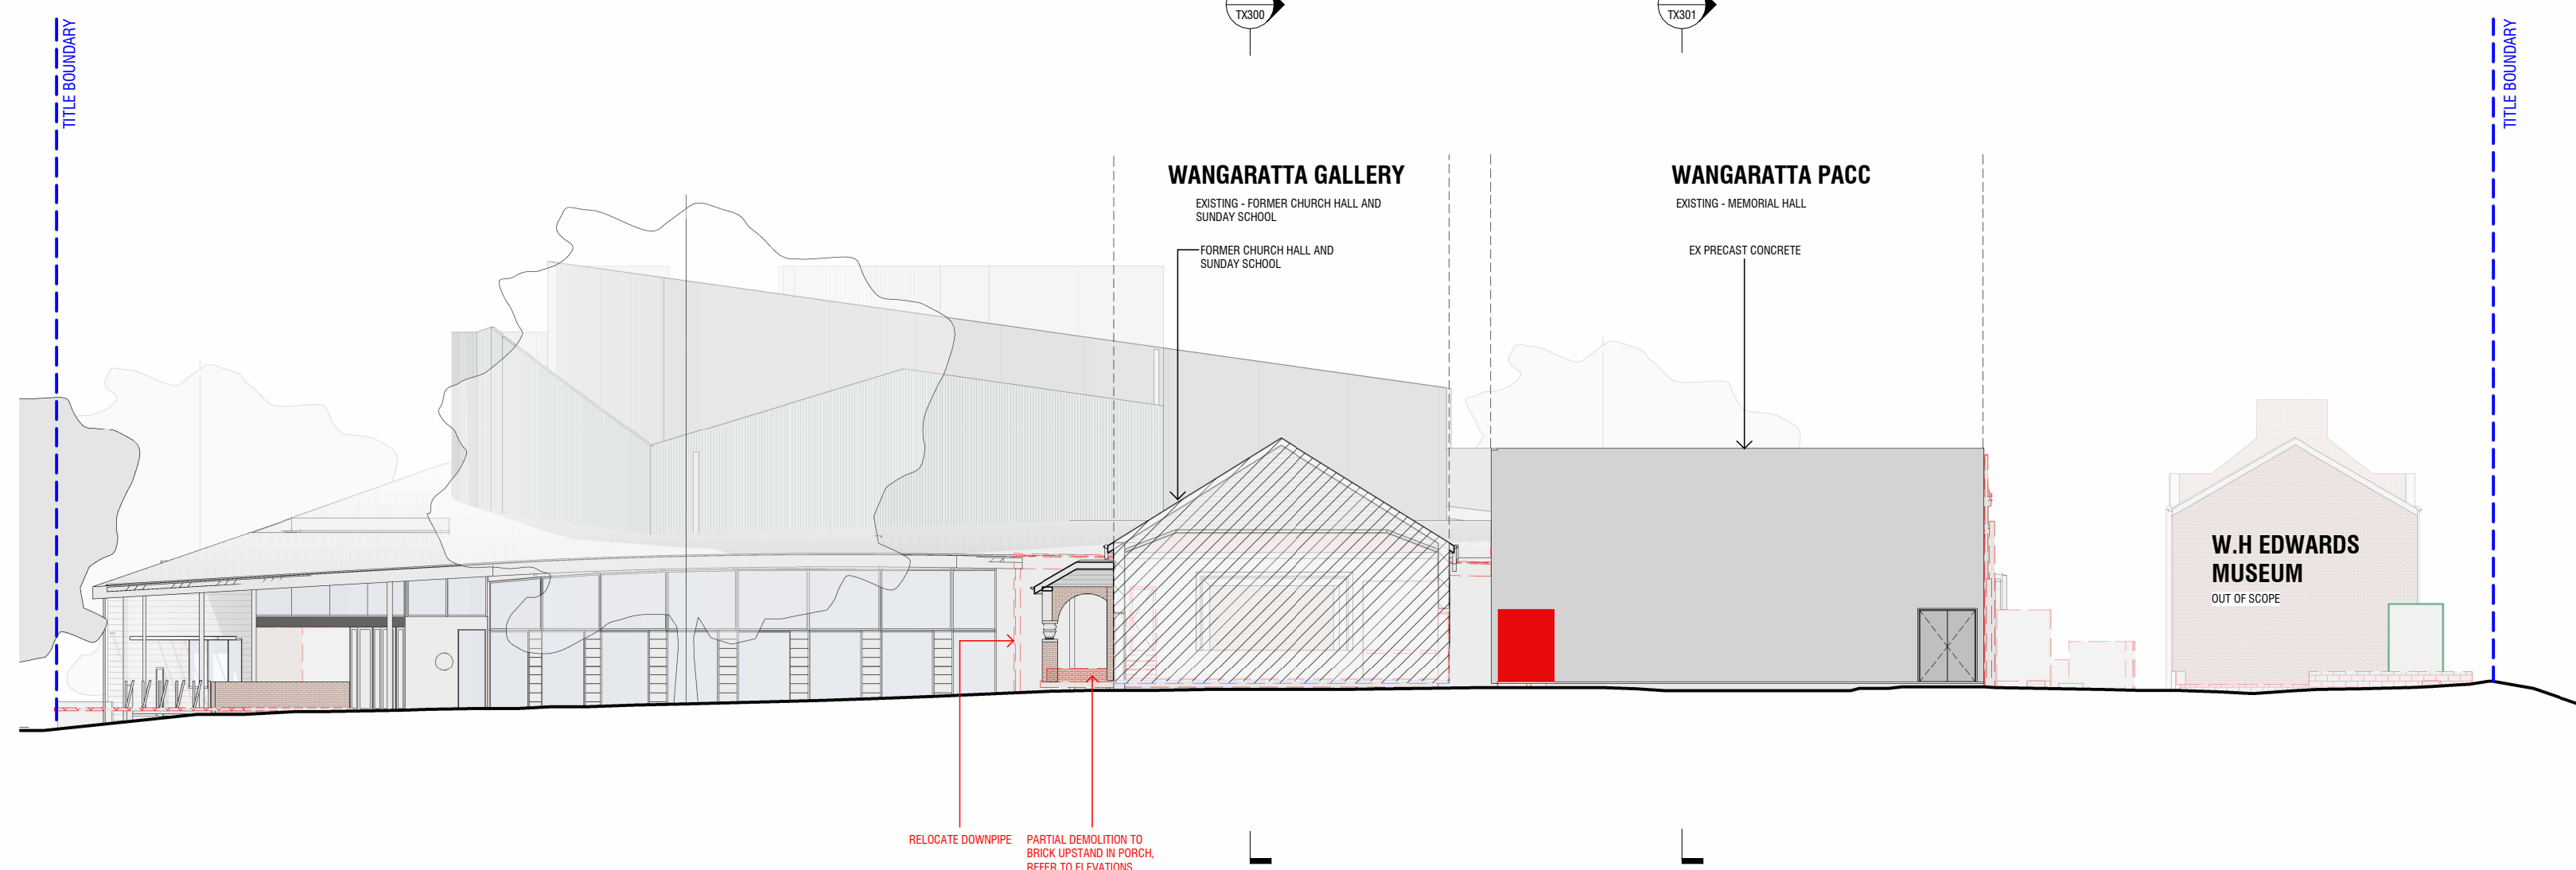 TX300
TX301
TITLE BOUNDARY
TITLE BOUNDARY
WANGARATTA GALLERY
EXISTING - FORMER CHURCH HALL AND
SUNDAY SCHOOL
FORMER CHURCH HALL AND
SUNDAY SCHOOL
WANGARATTA PACC
EXISTING - MEMORIAL HALL
EX PRECAST CONCRETE
W.H EDWARDS
MUSEUM
OUT OF SCOPE
RELOCATE DOWNPIPE
PARTIAL DEMOLITION TO
BRICK UPSTAND IN PORCH,
REFER TO ELEVATIONS